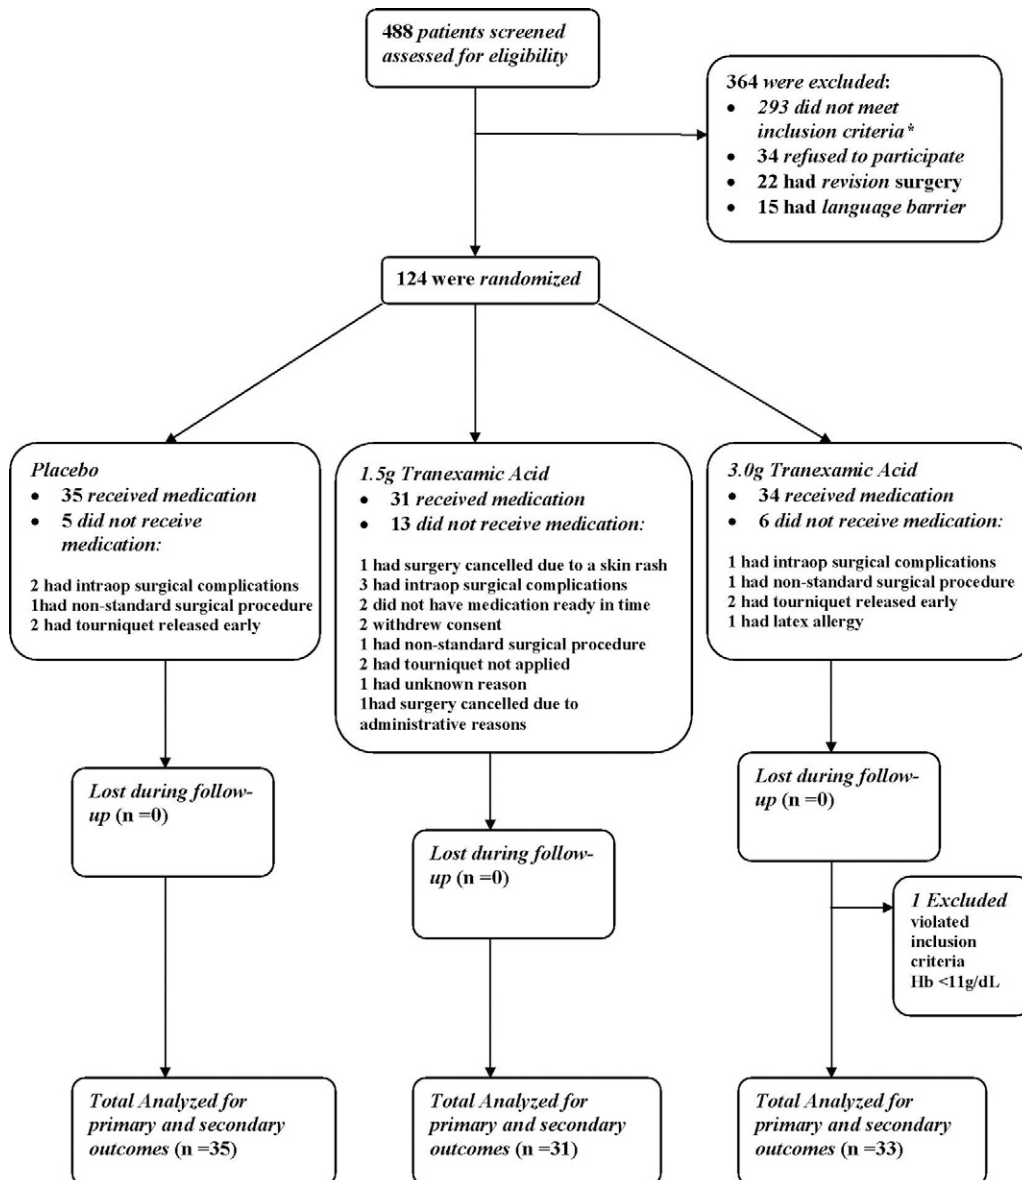 488 patients screened
assessed for eligibility
364 were excluded:
• 293 did not meet
inclusion criteria*
• 34 refused to participate
• 22 had revision surgery
• 15 had language barrier
124 were randomized
Placebo
• 35 received medication
• 5 did not receive
medication:
2 had intraop surgical complications
1had non-standard surgical procedure
2 had tourniquet released early
1.5g Tranexamic Acid
• 31 received medication
• 13 did not receive medication:
1 had surgery cancelled due to a skin rash
3 had intraop surgical complications
2 did not have medication ready in time
2 withdrew consent
1 had non-standard surgical procedure
2 had tourniquet not applied
1 had unknown reason
1had surgery cancelled due to
administrative reasons
3.0g Tranexamic Acid
• 34 received medication
• 6 did not receive medication:
1 had intraop surgical complications
1 had non-standard surgical procedure
2 had tourniquet released early
1 had latex allergy
Lost during follow-
up (n =0)
Lost during follow-
up (n =0)
Lost during follow-
up (n =0)
1 Excluded
violated
inclusion
criteria
Hb <11g/dL
Total Analyzed for
primary and secondary
outcomes (n =35)
Total Analyzed for
primary and secondary
outcomes (n =31)
Total Analyzed for
primary and secondary
outcomes (n =33)